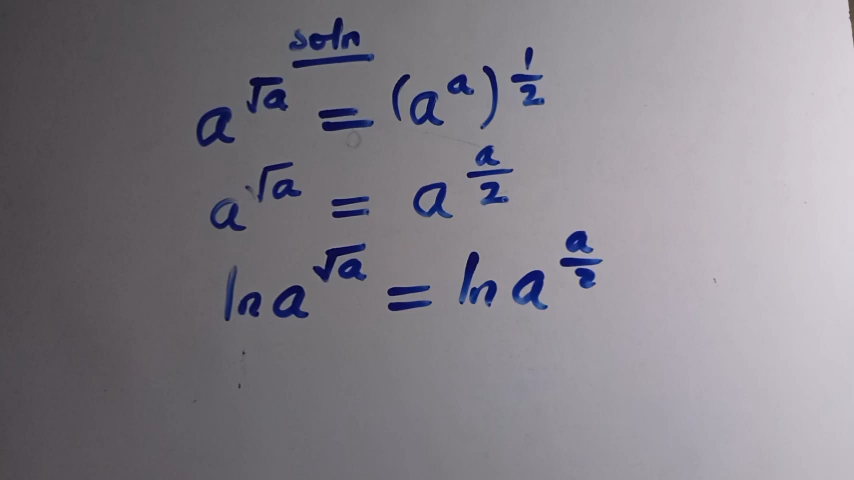 soln
a^√a = (a^a)^1/2
a^√a = a^a/2
ln a^√a = ln a^a/2